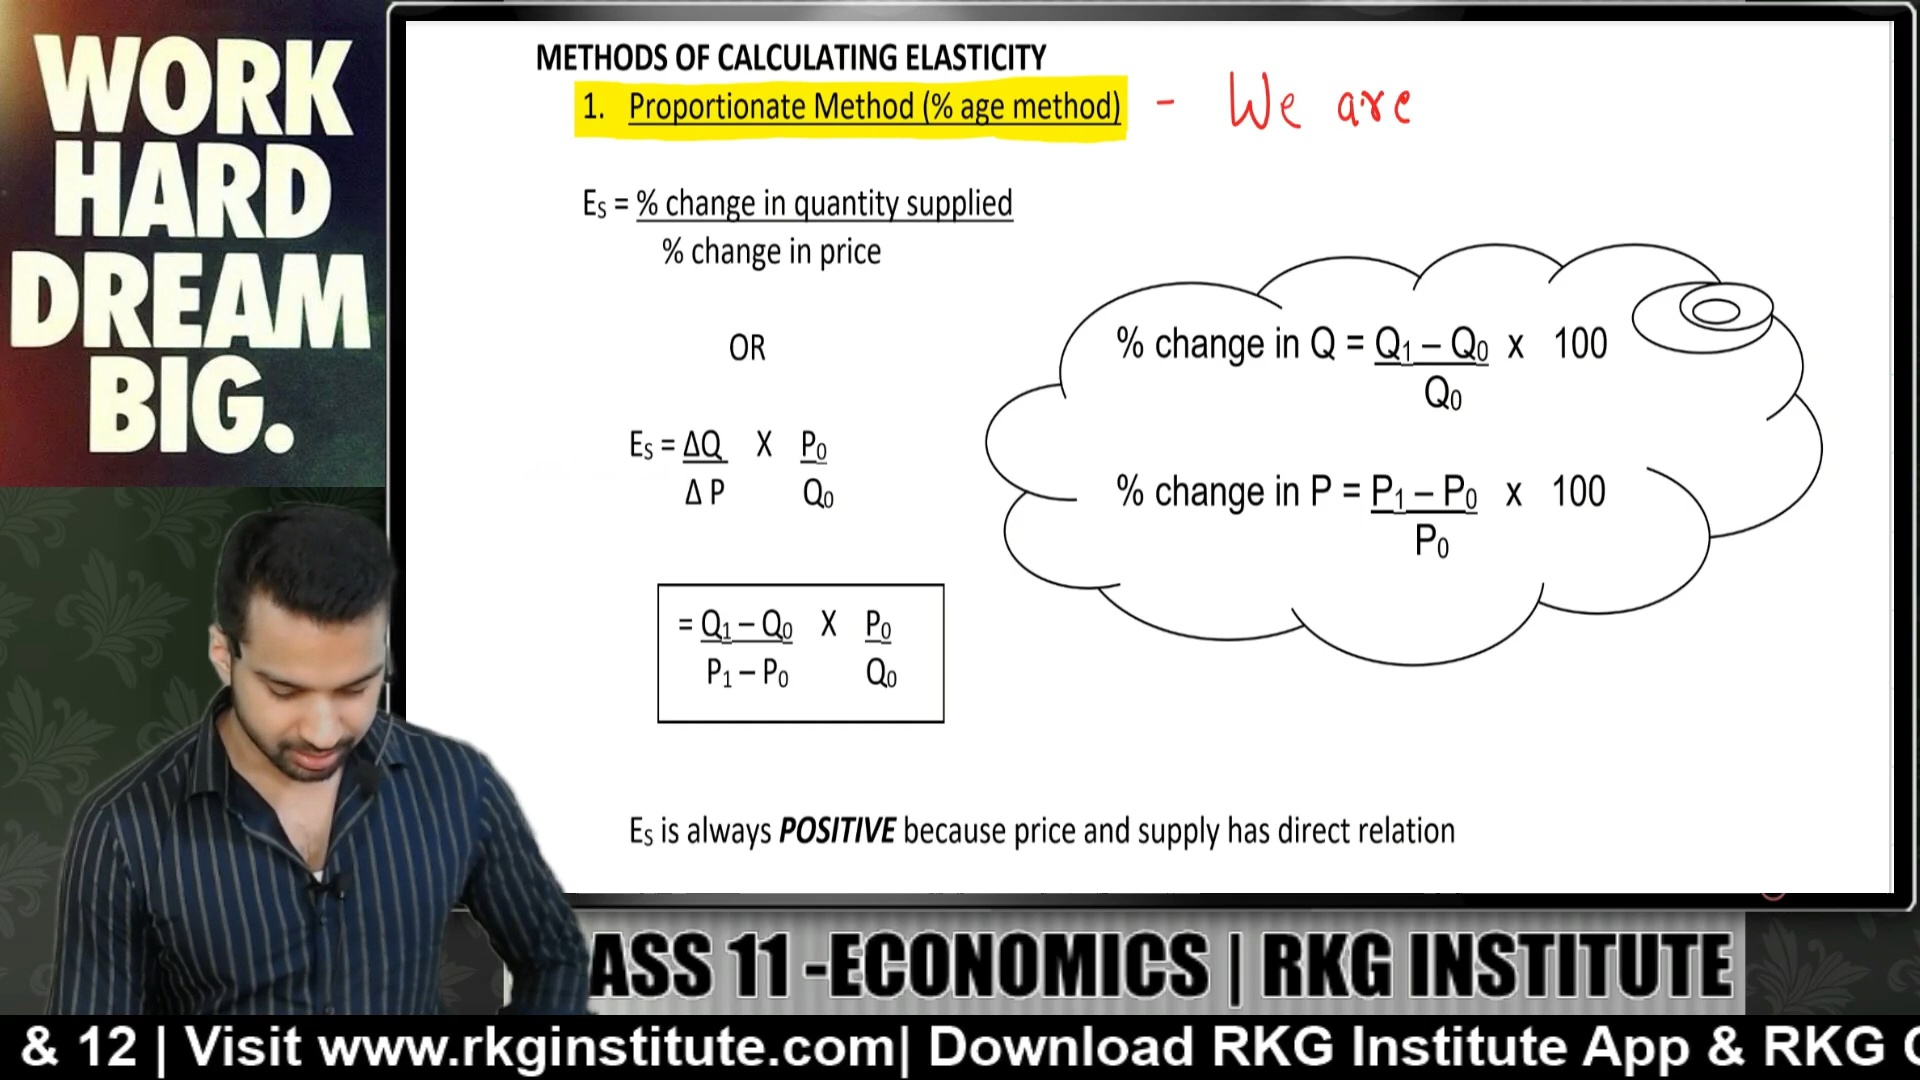 WORK
HARD
DREAM
BIG.
METHODS OF CALCULATING ELASTICITY
1. Proportionate Method (% age method) - We are
ES = % change in quantity supplied
% change in price
OR
ES = ΔQ X P0
Δ P Q0
= Q1 – Q0 X P0
P1 – P0 Q0
% change in Q = Q1 – Q0 x 100
Q0
% change in P = P1 – P0 x 100
P0
ES is always POSITIVE because price and supply has direct relation
ASS 11 -ECONOMICS | RKG INSTITUTE
& 12 | Visit www.rkginstitute.com| Download RKG Institute App & RKG